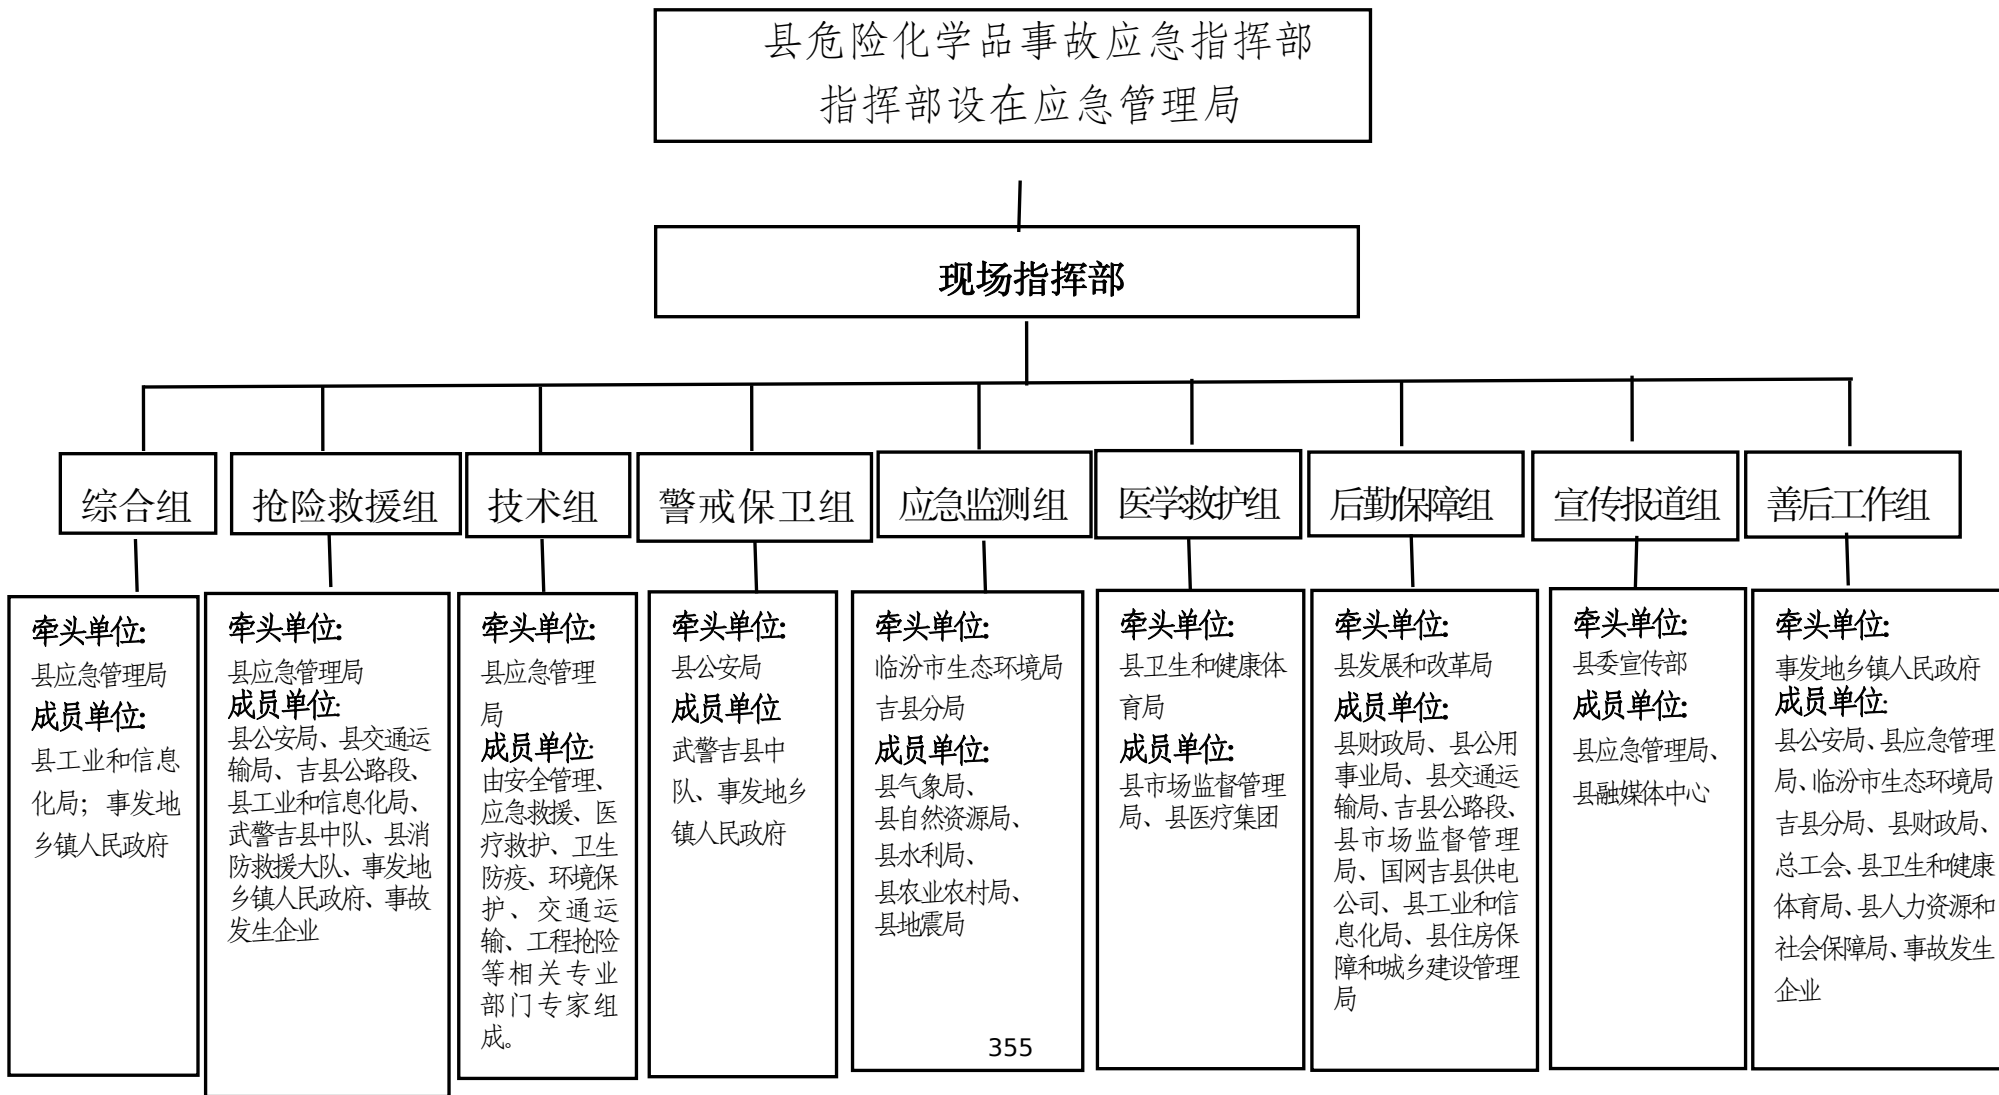 县危险化学品事故应急指挥部
指挥部设在应急管理局
现场指挥部
综合组
抢险救援组
技术组
警戒保卫组
应急监测组
医学救护组
后勤保障组
宣传报道组
善后工作组
牵头单位:
县应急管理局
成员单位:
县工业和信息
化局；事发地
乡镇人民政府
牵头单位:
县应急管理局
成员单位:
县公安局、县交通运
输局、吉县公路段、
县工业和信息化局、
武警吉县中队、县消
防救援大队、事发地
乡镇人民政府、事故
发生企业
牵头单位:
县应急管理
局
成员单位:
由安全管理、
应急救援、医
疗救护、卫生
防疫、环境保
护、交通运
输、工程抢险
等相关专业
部门专家组
成。
牵头单位:
县公安局
成员单位
武警吉县中
队、事发地乡
镇人民政府
牵头单位:
临汾市生态环境局
吉县分局
成员单位:
县气象局、
县自然资源局、
县水利局、
县农业农村局、
县地震局
牵头单位:
县卫生和健康体
育局
成员单位:
县市场监督管理
局、县医疗集团
牵头单位:
县发展和改革局
成员单位:
县财政局、县公用
事业局、县交通运
输局、吉县公路段、
县市场监督管理
局、国网吉县供电
公司、县工业和信
息化局、县住房保
障和城乡建设管理
局
牵头单位:
县委宣传部
成员单位:
县应急管理局、
县融媒体中心
牵头单位:
事发地乡镇人民政府
成员单位:
县公安局、县应急管理
局、临汾市生态环境局
吉县分局、县财政局、
总工会、县卫生和健康
体育局、县人力资源和
社会保障局、事故发生
企业
355